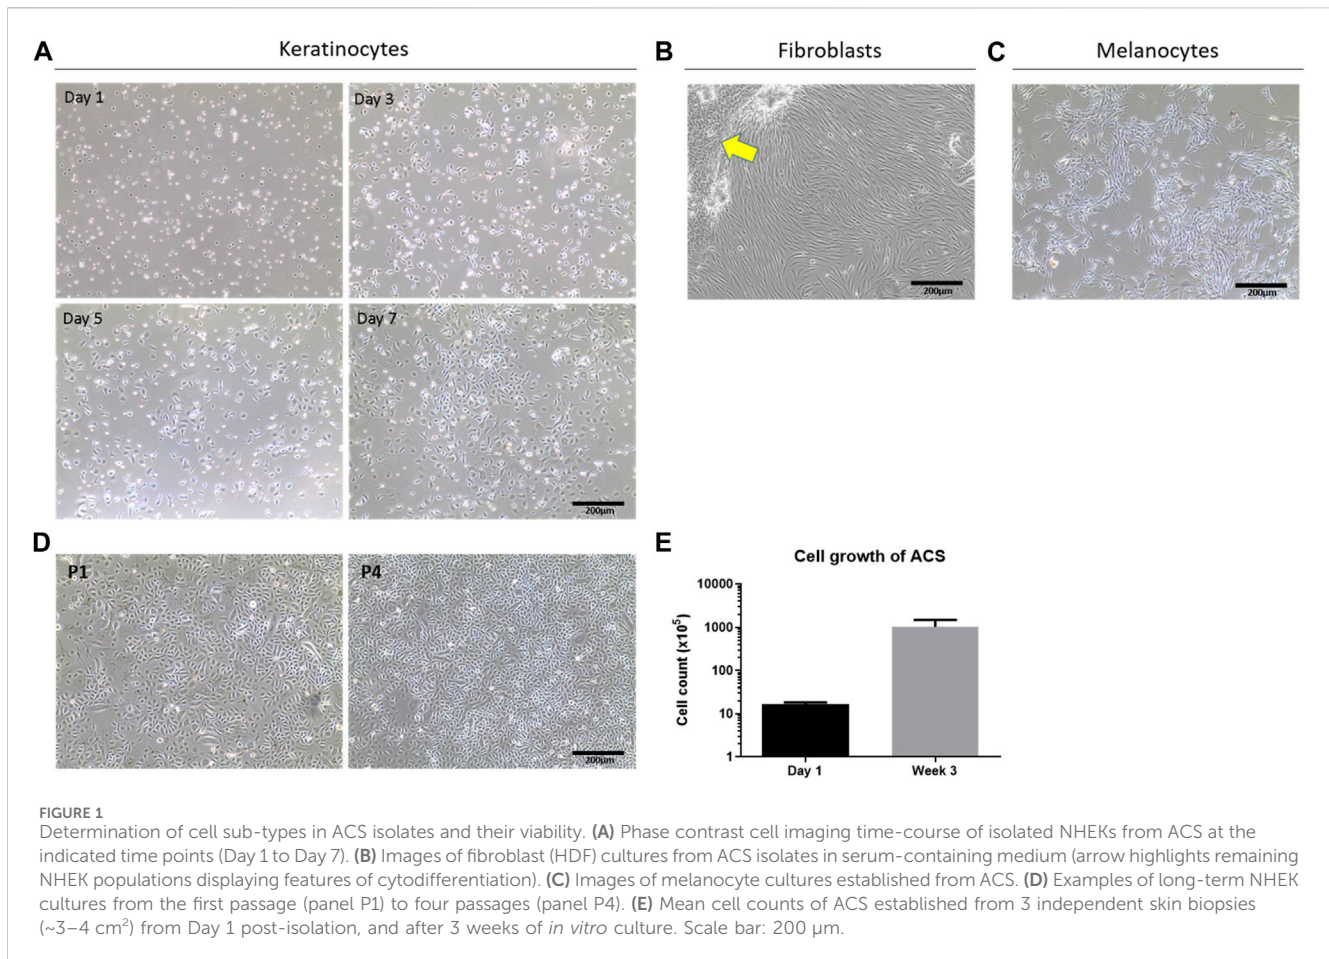 A
Keratinocytes
Day 1
Day 3
Day 5
Day 7
200µm
B
Fibroblasts
200µm
C
Melanocytes
200µm
D
P1
P4
200µm
E
Cell growth of ACS
Cell count (x10⁵)
10000
1000
100
10
1
Day 1
Week 3
FIGURE 1
Determination of cell sub-types in ACS isolates and their viability. (A) Phase contrast cell imaging time-course of isolated NHEKs from ACS at the
indicated time points (Day 1 to Day 7). (B) Images of fibroblast (HDF) cultures from ACS isolates in serum-containing medium (arrow highlights remaining
NHEK populations displaying features of cytodifferentiation). (C) Images of melanocyte cultures established from ACS. (D) Examples of long-term NHEK
cultures from the first passage (panel P1) to four passages (panel P4). (E) Mean cell counts of ACS established from 3 independent skin biopsies
(~3–4 cm²) from Day 1 post-isolation, and after 3 weeks of in vitro culture. Scale bar: 200 µm.